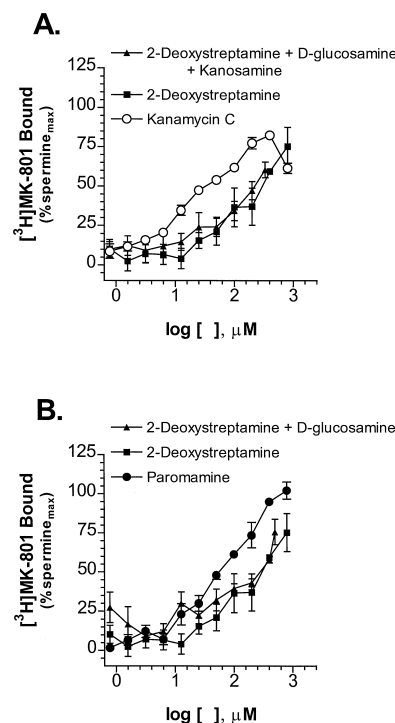 A.
2-Deoxystreptamine + D-glucosamine
+ Kanosamine
2-Deoxystreptamine
Kanamycin C
125
100
75
50
25
0
[³H]MK-801 Bound
(%spermineₘₐₓ)
0 1 2 3
log [ ], μM
B.
2-Deoxystreptamine + D-glucosamine
2-Deoxystreptamine
Paromamine
125
100
75
50
25
0
[³H]MK-801 Bound
(%spermineₘₐₓ)
0 1 2 3
log [ ], μM